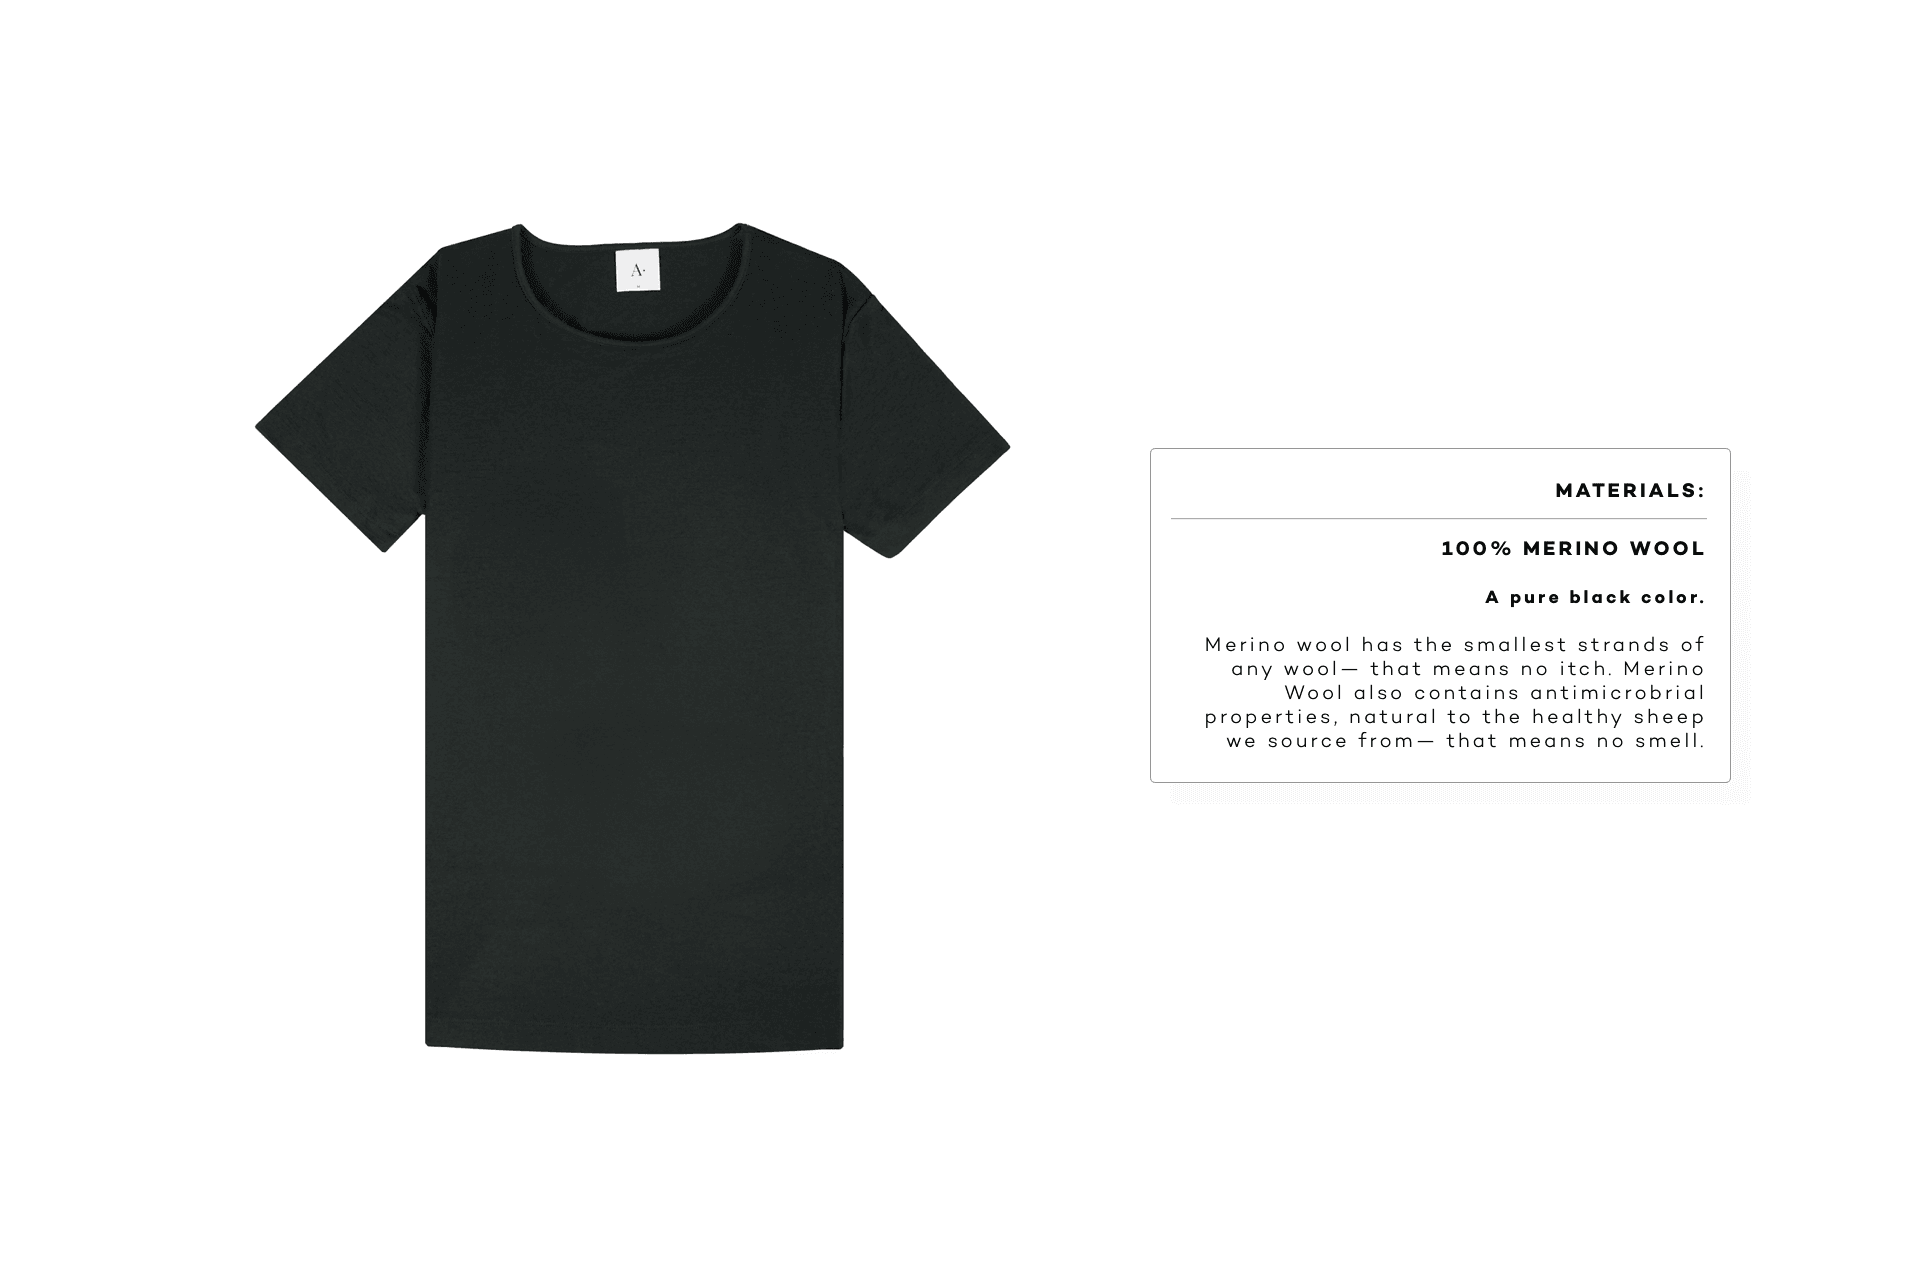 A.
MATERIALS:
100% MERINO WOOL
A pure black color.
Merino wool has the smallest strands of
any wool— that means no itch. Merino
Wool also contains antimicrobrial
properties, natural to the healthy sheep
we source from— that means no smell.